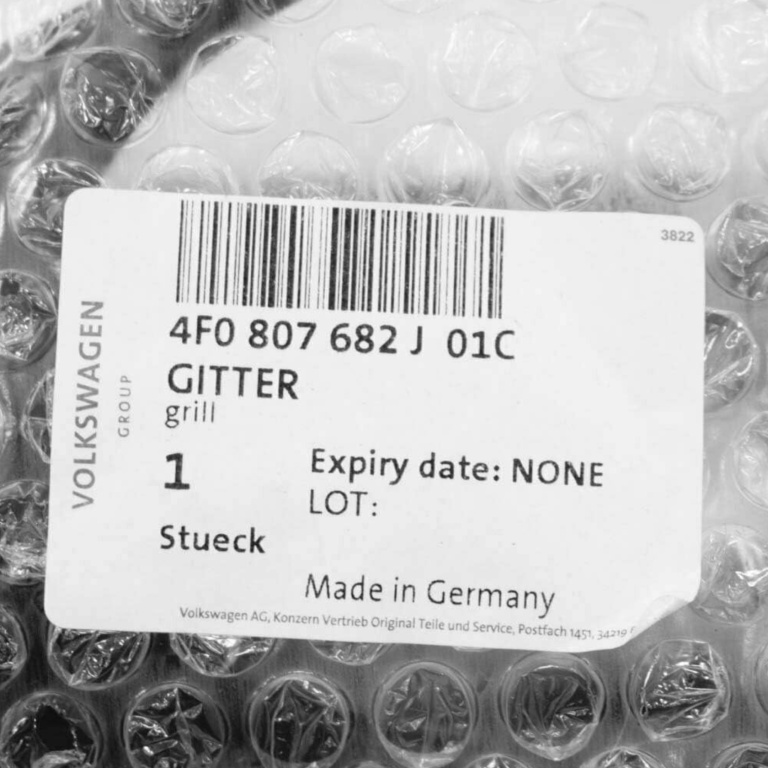 3822
4F0 807 682 J 01C
GITTER
grill
1
Stueck
Expiry date: NONE
LOT:
Made in Germany
Volkswagen AG, Konzern Vertrieb Original Teile und Service, Postfach 1451, 34219
VOLKSWAGEN
GROUP